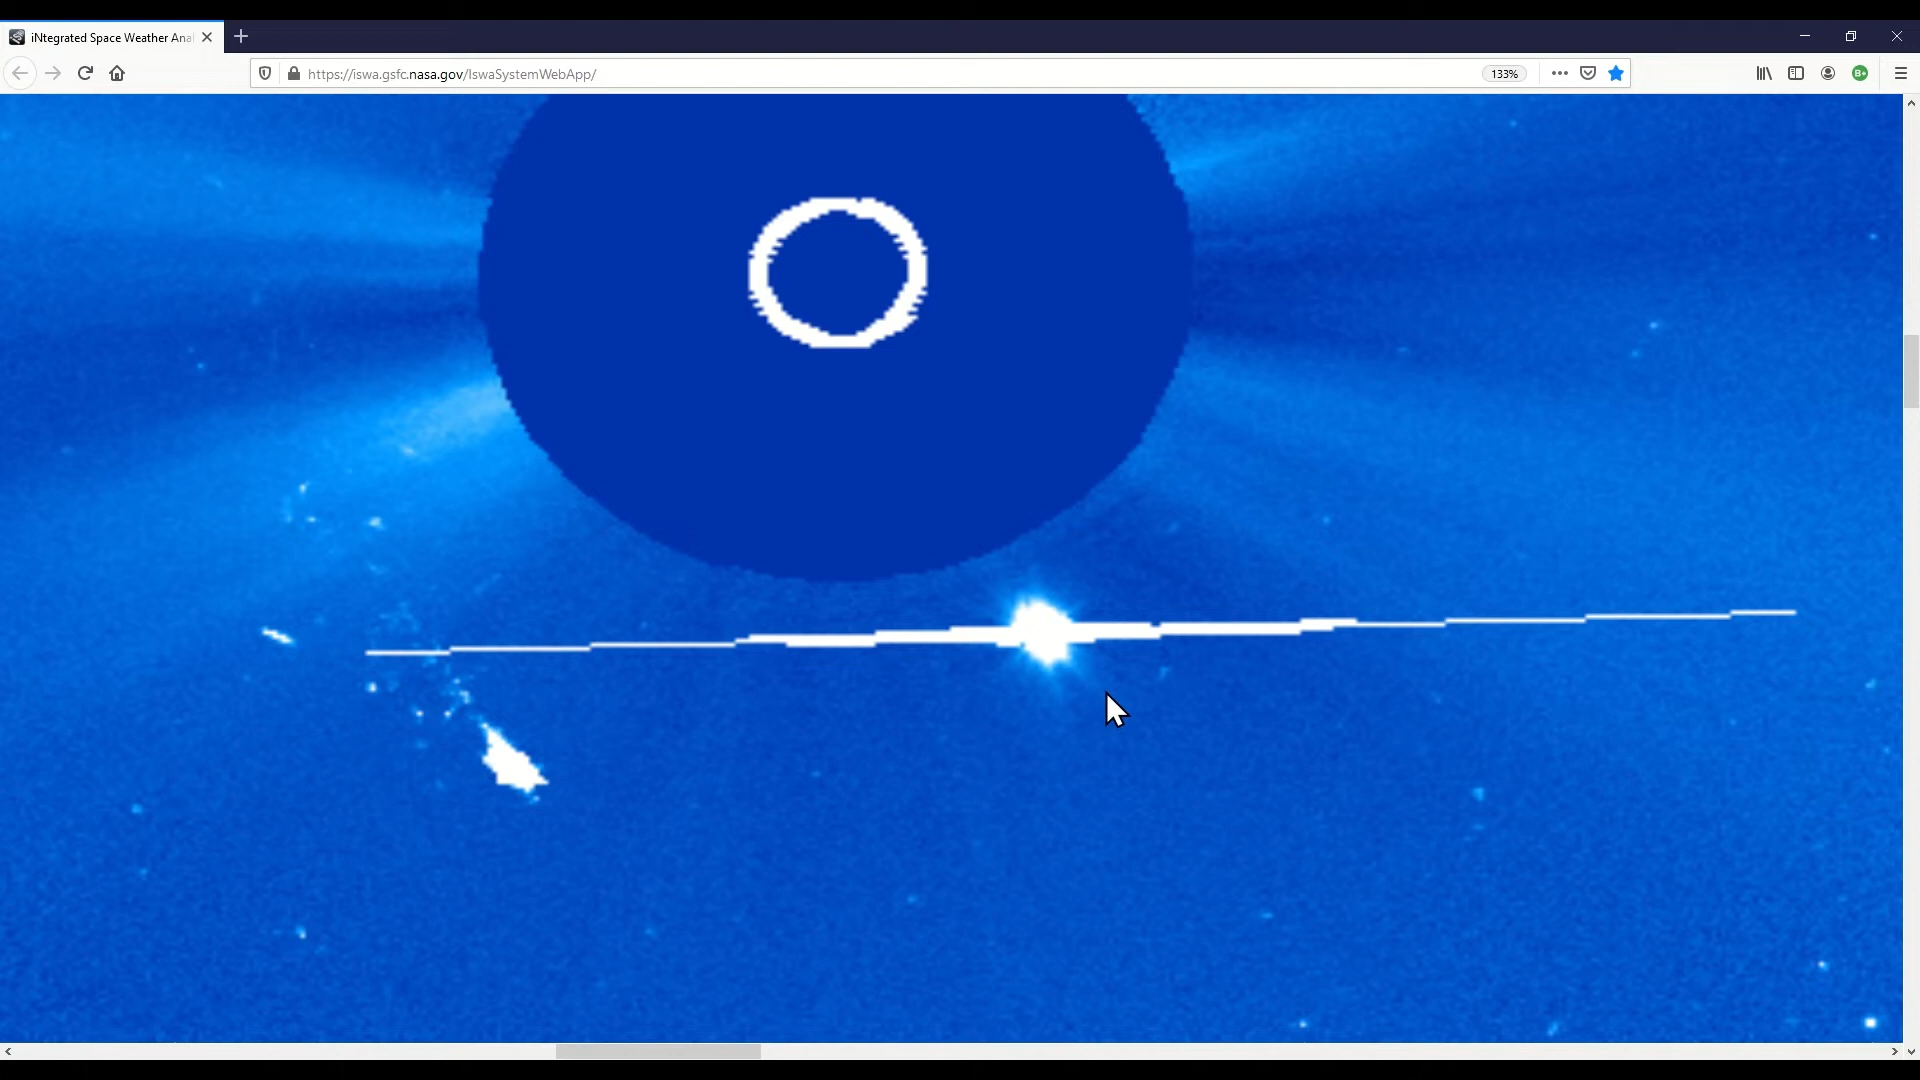 iNtegrated Space Weather Ana
https://iswa.gsfc.nasa.gov/IswaSystemWebApp/
133%
B+